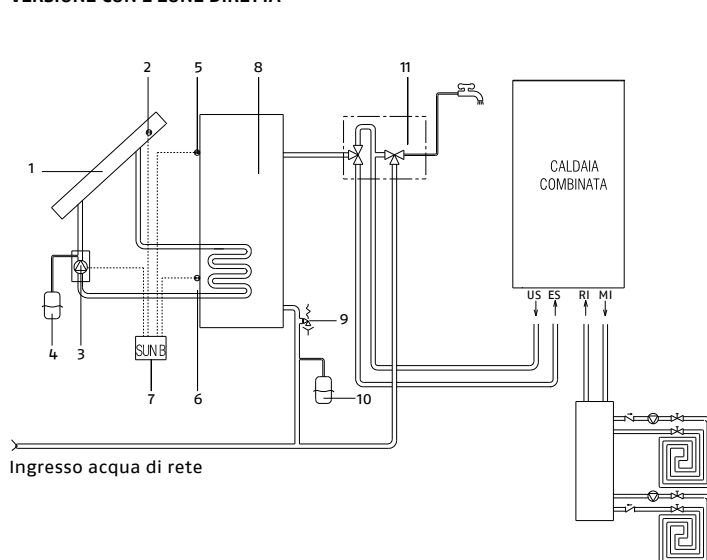 2 5 8 11
1
CALDAIA
COMBINATA
US ES RI MI
9
4 3 SUN B
7 6 10
Ingresso acqua di rete